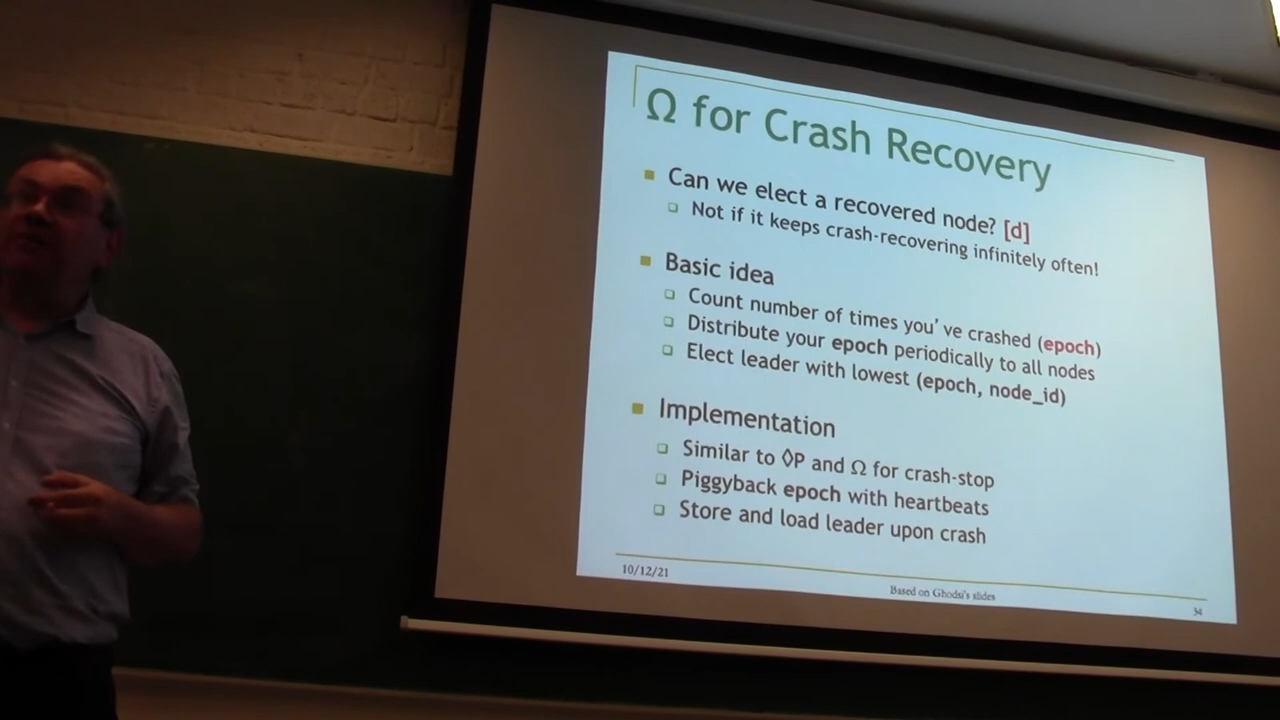 Ω for Crash Recovery
Can we elect a recovered node? [d]
Not if it keeps crash-recovering infinitely often!
Basic idea
Count number of times you've crashed (epoch)
Distribute your epoch periodically to all nodes
Elect leader with lowest (epoch, node_id)
Implementation
Similar to ◊P and Ω for crash-stop
Piggyback epoch with heartbeats
Store and load leader upon crash
10/12/21
Based on Ghodsi's slides
34